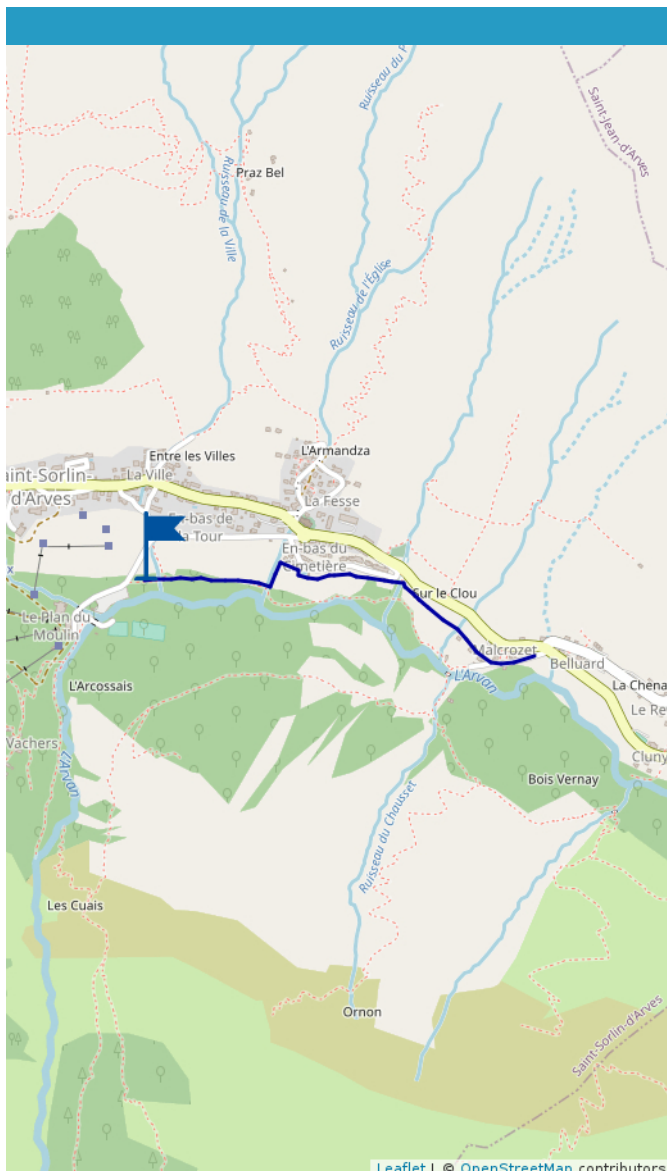 Ruisseau du P
Saint-Jean-d'Arves
Praz Bel
Ruisseau de la Ville
Ruisseau de l'Église
Entre les Villes
L'Armandza
La Ville
aint-Sorlin-
d'Arves
La Fesse
En-bas de
la Tour
En-bas du
Cimetière
Sur le Clou
x
Le Plan du
Moulin
Malcrozet
Belluard
L'Arvan
La Chena
L'Arcossais
Le Re
Vachers
Cluny
L'Arvan
Bois Vernay
Ruisseau du Chausset
Les Cuais
Ornon
Saint-Sorlin-d'Arves
Leaflet | © OpenStreetMap contributors